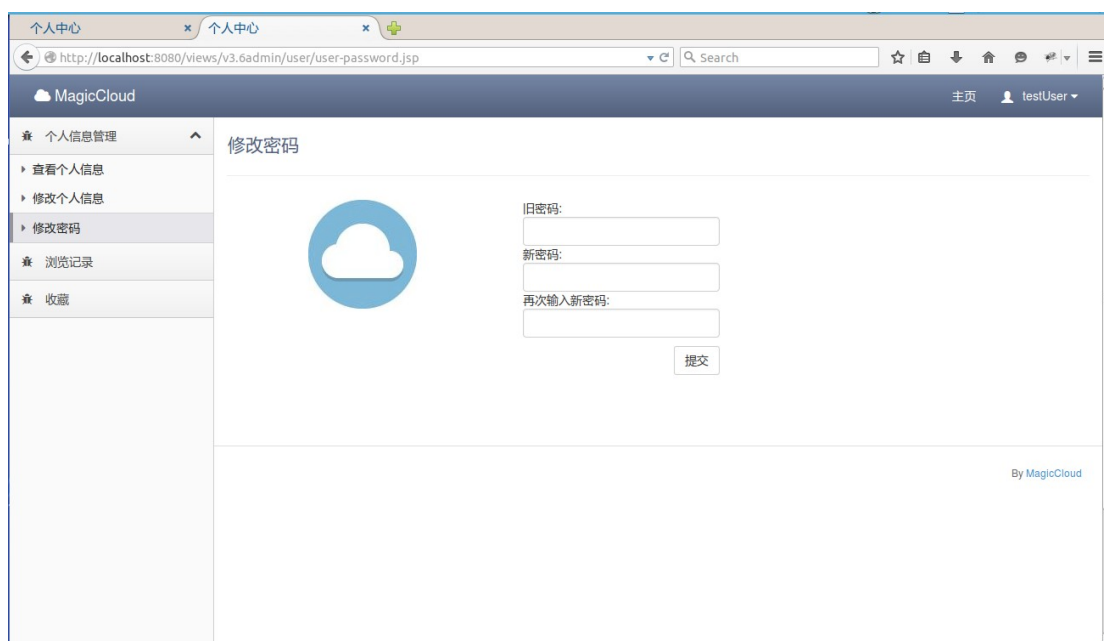 个人中心
个人中心
http://localhost:8080/views/v3.6admin/user/user-password.jsp
Search
MagicCloud
主页
testUser
个人信息管理
查看个人信息
修改个人信息
修改密码
浏览记录
收藏
修改密码
旧密码:
新密码:
再次输入新密码:
提交
By MagicCloud